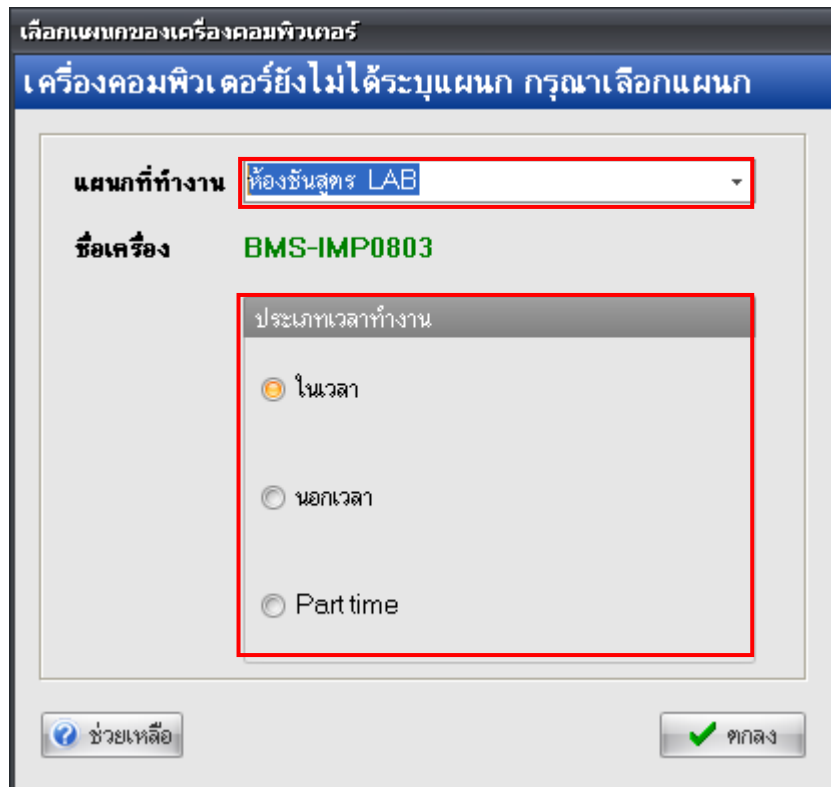 เลือกแผนกของเครื่องคอมพิวเตอร์
เครื่องคอมพิวเตอร์ยังไม่ได้ระบุแผนก กรุณาเลือกแผนก
แผนกที่ทำงาน ห้องชันสูตร LAB
ชื่อเครื่อง BMS-IMP0803
ประเภทเวลาทำงาน
ในเวลา
นอกเวลา
Part time
ช่วยเหลือ ตกลง